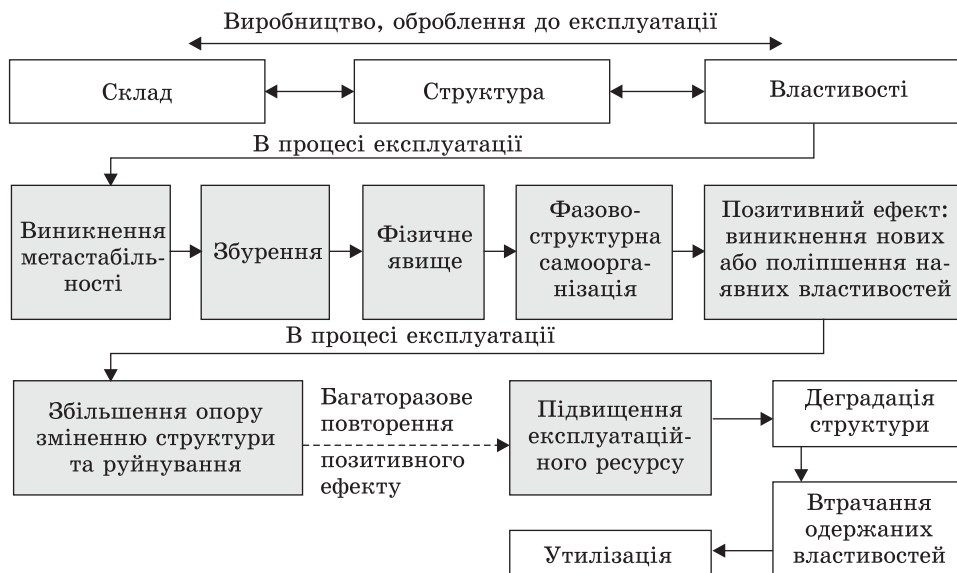 Виробництво, оброблення до експлуатації
Склад
Структура
Властивості
В процесі експлуатації
Виникнення
метастабіль-
ності
Збурення
Фізичне
явище
Фазово-
структурна
самоорга-
нізація
Позитивний ефект:
виникнення нових
або поліпшення на-
явних властивостей
В процесі експлуатації
Збільшення опору
зміненню структури
та руйнування
Багаторазове
повторення
позитивного
ефекту
Підвищення
експлуатацій-
ного ресурсу
Деградація
структури
Втрачання
одержаних
властивостей
Утилізація